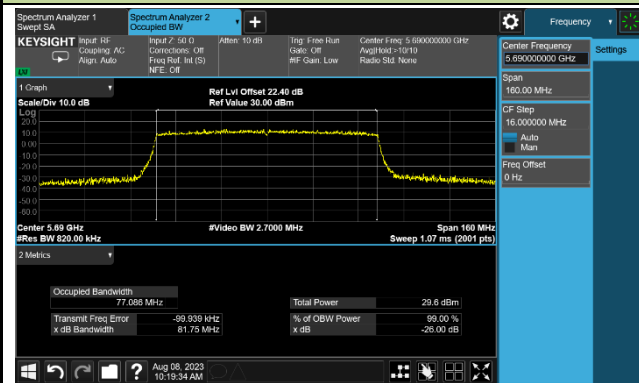 Spectrum Analyzer 1
Swept SA
Spectrum Analyzer 2
Occupied BW
Frequency
KEYSIGHT
Input: RF
Coupling: AC
Align: Auto
Input Z: 50 Ω
Corrections: Off
Freq Ref: Int (S)
NFE: Off
Atten: 10 dB
Trig: Free Run
Gate: Off
#IF Gain: Low
Center Freq: 5.690000000 GHz
Avg|Hold:>10/10
Radio Std: None
Center Frequency
5.690000000 GHz
Settings
Span
160.00 MHz
CF Step
16.000000 MHz
Auto
Man
Freq Offset
0 Hz
1 Graph
Scale/Div 10.0 dB
Ref Lvl Offset 22.40 dB
Ref Value 30.00 dBm
Log
20.0
10.0
0.00
-10.0
-20.0
-30.0
-40.0
-50.0
-60.0
Center 5.69 GHz
#Res BW 820.00 kHz
#Video BW 2.7000 MHz
Span 160 MHz
Sweep 1.07 ms (2001 pts)
2 Metrics
Occupied Bandwidth
77.086 MHz
Total Power 29.6 dBm
Transmit Freq Error -99.939 kHz
% of OBW Power 99.00 %
x dB Bandwidth 81.75 MHz
x dB -26.00 dB
Aug 08, 2023
10:19:34 AM